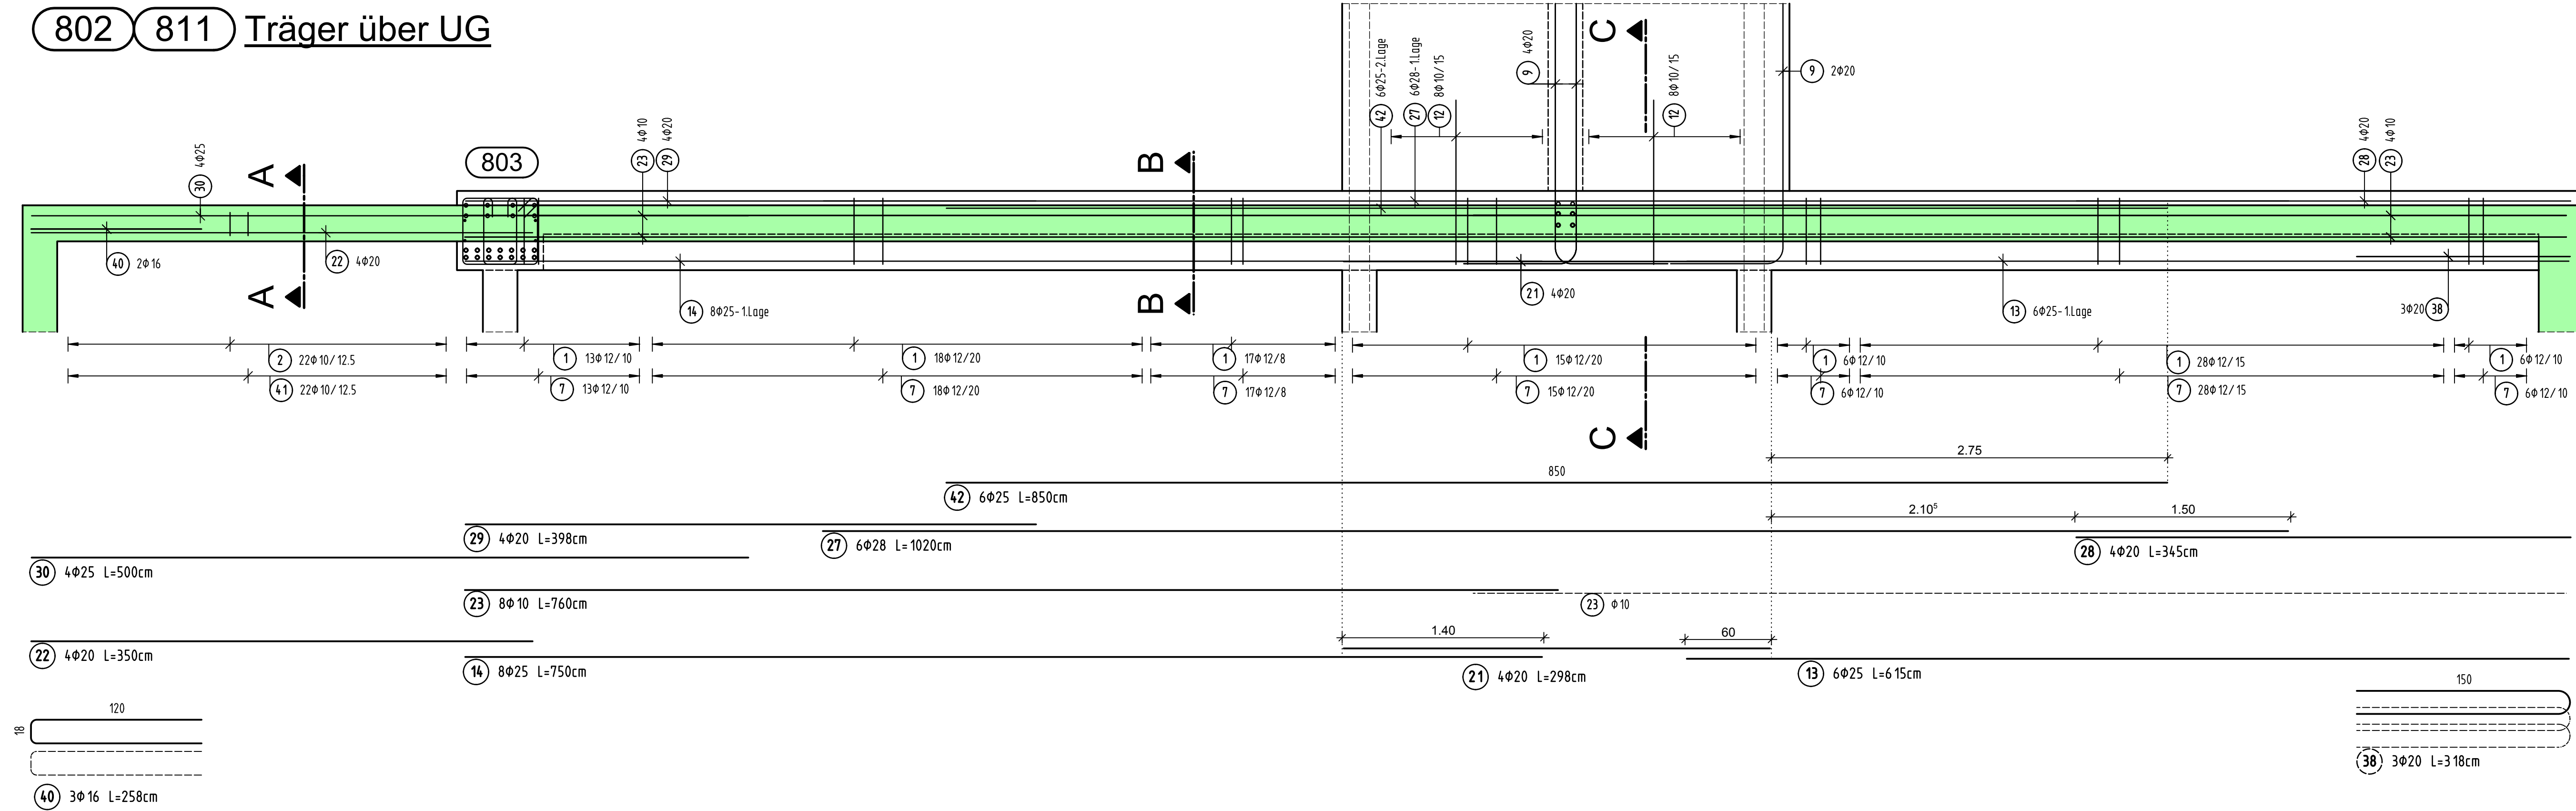 802 811 Träger über UG
30 4Φ25
A
803
23 4Φ10
29 4Φ20
B
42 6Φ25-2.Lage
27 6Φ28-1.Lage
12 8Φ10/15
9 4Φ20
C
12 8Φ10/15
9 2Φ20
28 4Φ20
23 4Φ10
40 2Φ16
22 4Φ20
A
14 8Φ25-1.Lage
B
21 4Φ20
13 6Φ25-1.Lage
3Φ20 38
2 22Φ10/12.5
1 13Φ12/10
1 18Φ12/20
1 17Φ12/8
1 15Φ12/20
1 6Φ12/10
1 28Φ12/15
1 6Φ12/10
41 22Φ10/12.5
7 13Φ12/10
7 18Φ12/20
7 17Φ12/8
7 15Φ12/20
7 6Φ12/10
7 28Φ12/15
7 6Φ12/10
C
2.75
850
42 6Φ25 L=850cm
2.10⁵
1.50
29 4Φ20 L=398cm
27 6Φ28 L=1020cm
28 4Φ20 L=345cm
30 4Φ25 L=500cm
23 8Φ10 L=760cm
23 Φ10
1.40
60
22 4Φ20 L=350cm
14 8Φ25 L=750cm
21 4Φ20 L=298cm
13 6Φ25 L=615cm
120
18
150
40 3Φ16 L=258cm
38 3Φ20 L=318cm